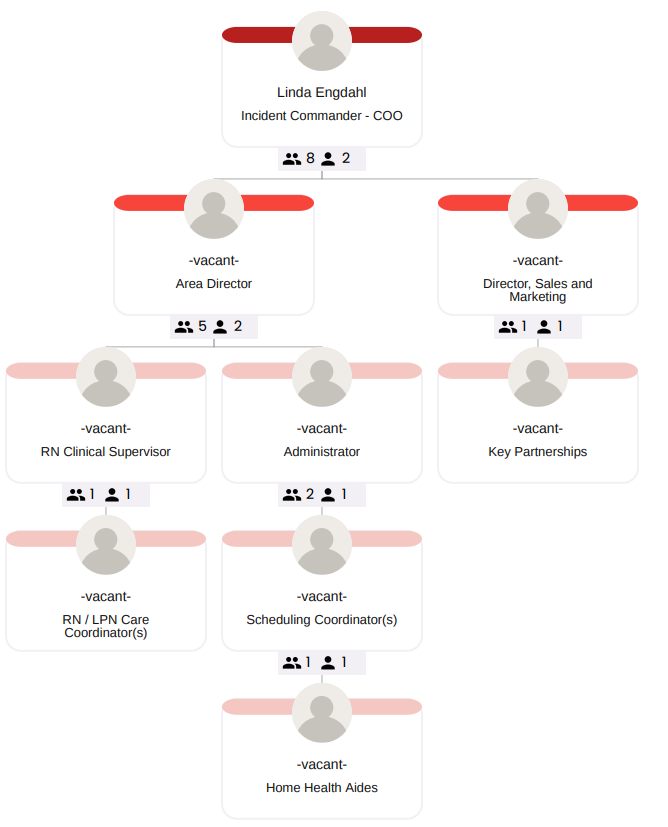 Linda Engdahl
Incident Commander - COO
8 2
-vacant-
Area Director
5 2
-vacant-
Director, Sales and
Marketing
1 1
-vacant-
RN Clinical Supervisor
1 1
-vacant-
Administrator
2 1
-vacant-
Key Partnerships
-vacant-
RN / LPN Care
Coordinator(s)
-vacant-
Scheduling Coordinator(s)
1 1
-vacant-
Home Health Aides